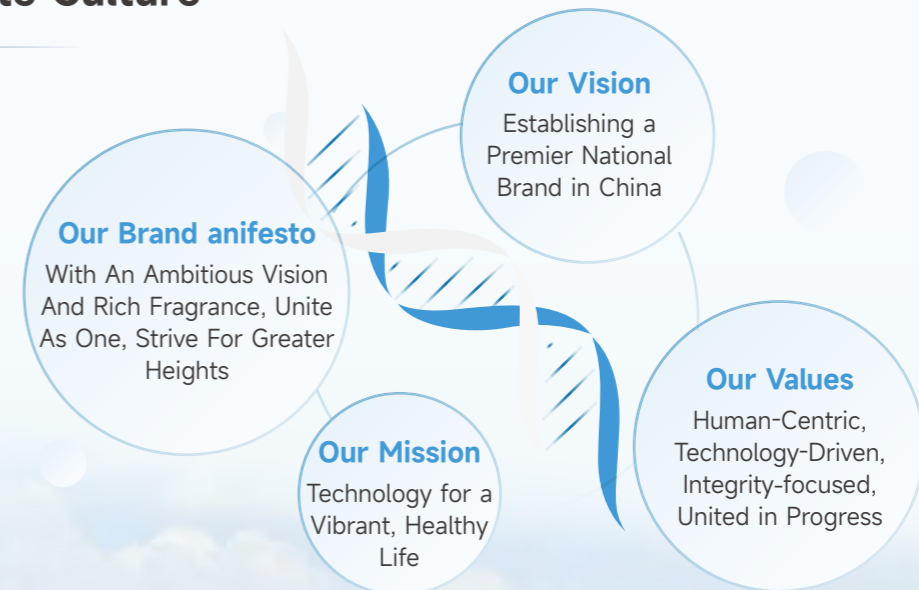 Culture
Our Vision
Establishing a
Premier National
Brand in China
Our Brand anifesto
With An Ambitious Vision
And Rich Fragrance, Unite
As One, Strive For Greater
Heights
Our Values
Human-Centric,
Technology-Driven,
Integrity-focused,
United in Progress
Our Mission
Technology for a
Vibrant, Healthy
Life